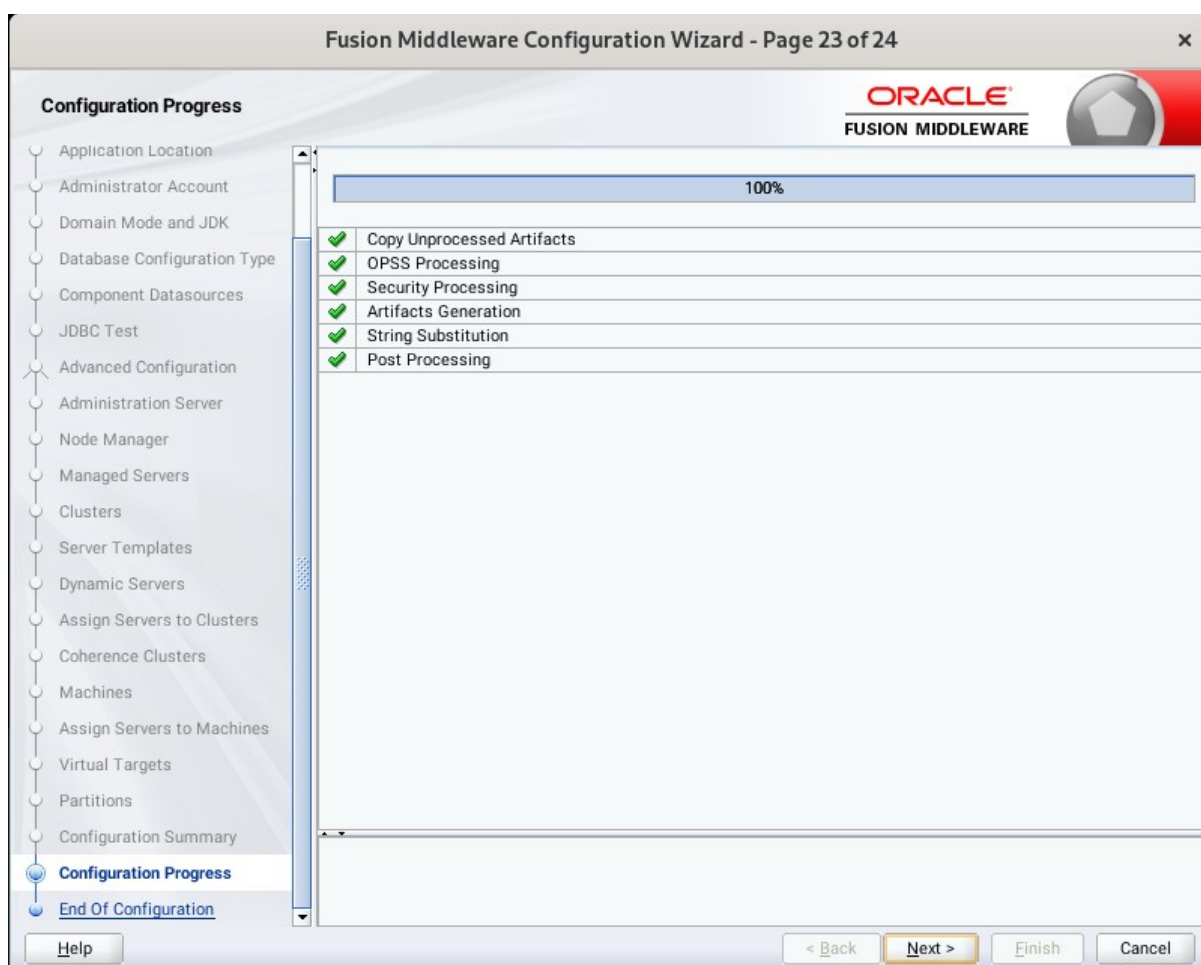 Fusion Middleware Configuration Wizard - Page 23 of 24
Configuration Progress
ORACLE
FUSION MIDDLEWARE
Application Location
Administrator Account
Domain Mode and JDK
Database Configuration Type
Component Datasources
JDBC Test
Advanced Configuration
Administration Server
Node Manager
Managed Servers
Clusters
Server Templates
Dynamic Servers
Assign Servers to Clusters
Coherence Clusters
Machines
Assign Servers to Machines
Virtual Targets
Partitions
Configuration Summary
Configuration Progress
End Of Configuration
100%
Copy Unprocessed Artifacts
OPSS Processing
Security Processing
Artifacts Generation
String Substitution
Post Processing
Help
< Back
Next >
Finish
Cancel